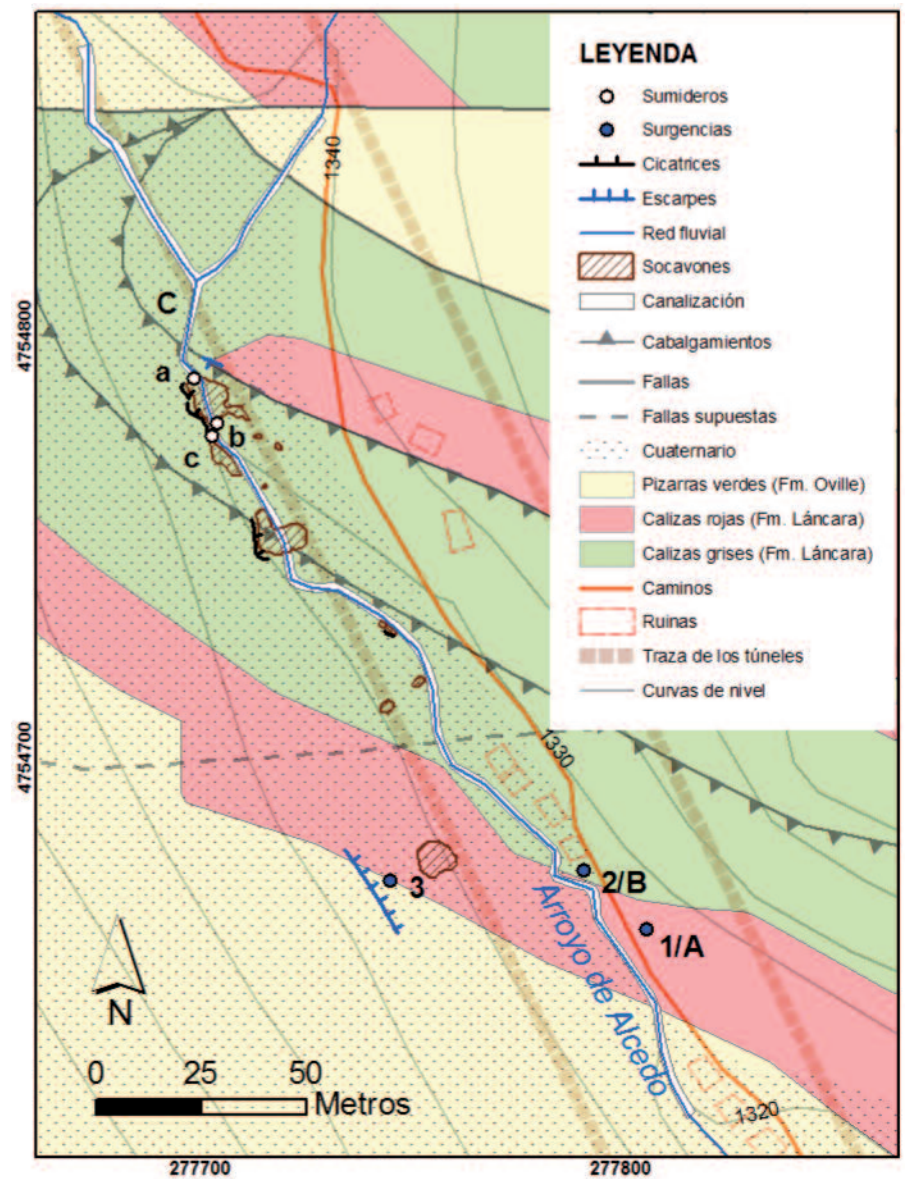 LEYENDA
Sumideros
Surgencias
Cicatrices
Escarpes
Red fluvial
Socavones
Canalización
Cabalgamientos
Fallas
Fallas supuestas
Cuaternario
Pizarras verdes (Fm. Oville)
Calizas rojas (Fm. Láncara)
Calizas grises (Fm. Láncara)
Caminos
Ruinas
Traza de los túneles
Curvas de nivel
1340
C
4754800
a
b
c
4754700
1330
3
2/B
1/A
Arroyo de Alcedo
N
0 25 50
Metros
1320
277700 277800